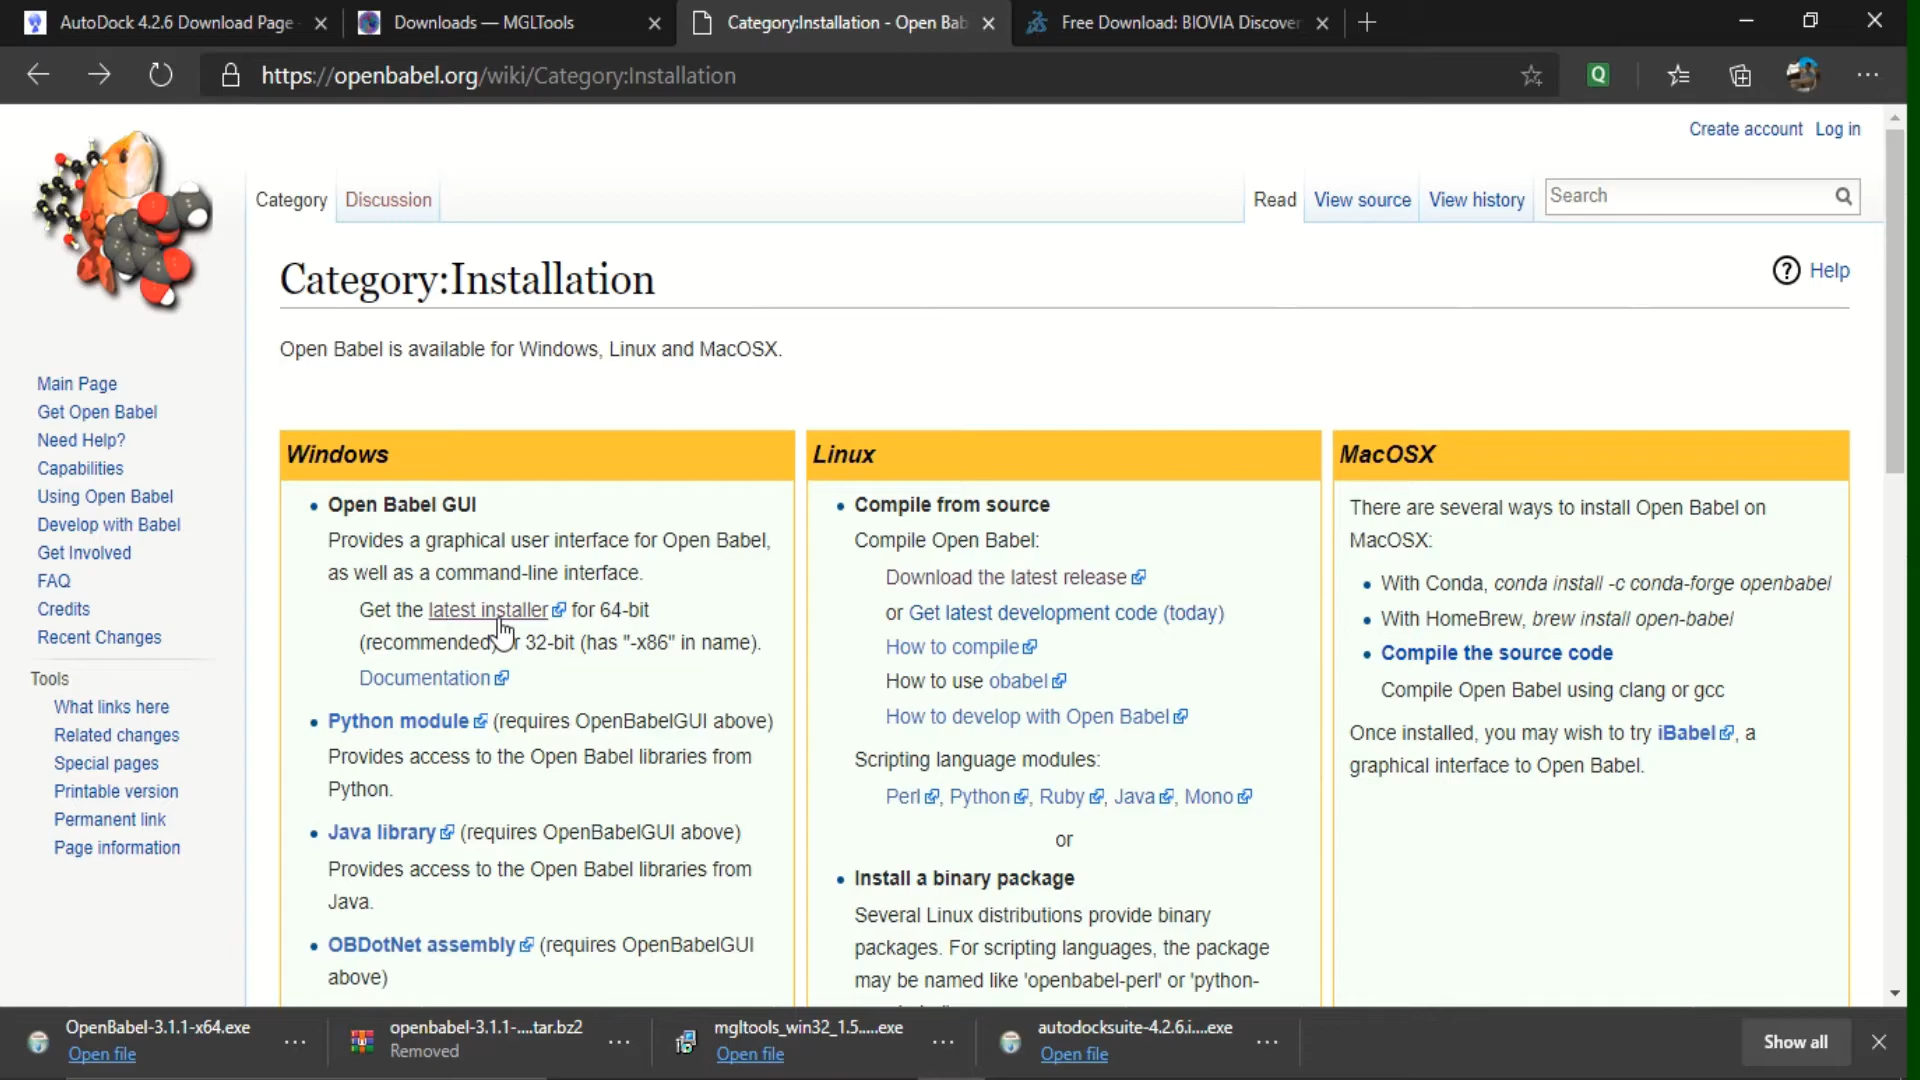 AutoDock 4.2.6 Download Page
Downloads — MGLTools
Category:Installation - Open Bab
Free Download: BIOVIA Discover
https://openbabel.org/wiki/Category:Installation
Q
Create account Log in
Category Discussion
Read View source View history Search
Category:Installation
? Help
Open Babel is available for Windows, Linux and MacOSX.
Main Page
Get Open Babel
Need Help?
Capabilities
Using Open Babel
Develop with Babel
Get Involved
FAQ
Credits
Recent Changes
Tools
What links here
Related changes
Special pages
Printable version
Permanent link
Page information
Windows
Open Babel GUI
Provides a graphical user interface for Open Babel,
as well as a command-line interface.
Get the latest installer for 64-bit
(recommended) r 32-bit (has "-x86" in name).
Documentation
Python module (requires OpenBabelGUI above)
Provides access to the Open Babel libraries from
Python.
Java library (requires OpenBabelGUI above)
Provides access to the Open Babel libraries from
Java.
OBDotNet assembly (requires OpenBabelGUI
above)
Linux
Compile from source
Compile Open Babel:
Download the latest release
or Get latest development code (today)
How to compile
How to use obabel
How to develop with Open Babel
Scripting language modules:
Perl, Python, Ruby, Java, Mono
or
Install a binary package
Several Linux distributions provide binary
packages. For scripting languages, the package
may be named like 'openbabel-perl' or 'python-
MacOSX
There are several ways to install Open Babel on
MacOSX:
With Conda, conda install -c conda-forge openbabel
With HomeBrew, brew install open-babel
Compile the source code
Compile Open Babel using clang or gcc
Once installed, you may wish to try iBabel, a
graphical interface to Open Babel.
OpenBabel-3.1.1-x64.exe
Open file
openbabel-3.1.1-....tar.bz2
Removed
mgltools_win32_1.5.....exe
Open file
autodocksuite-4.2.6.i....exe
Open file
Show all